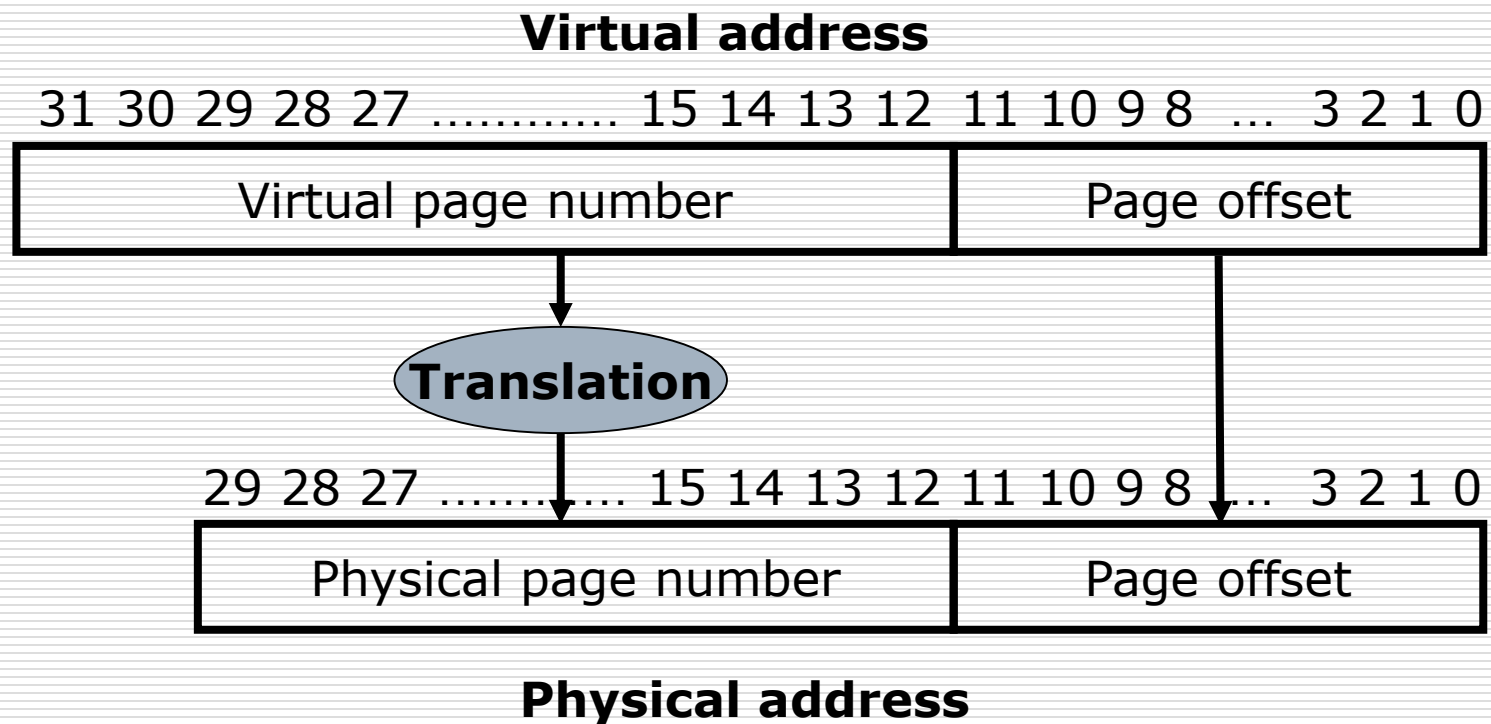 Virtual address
31 30 29 28 27 ............ 15 14 13 12 11 10 9 8 ... 3 2 1 0
Virtual page number Page offset
Translation
29 28 27 ............ 15 14 13 12 11 10 9 8 .... 3 2 1 0
Physical page number Page offset
Physical address